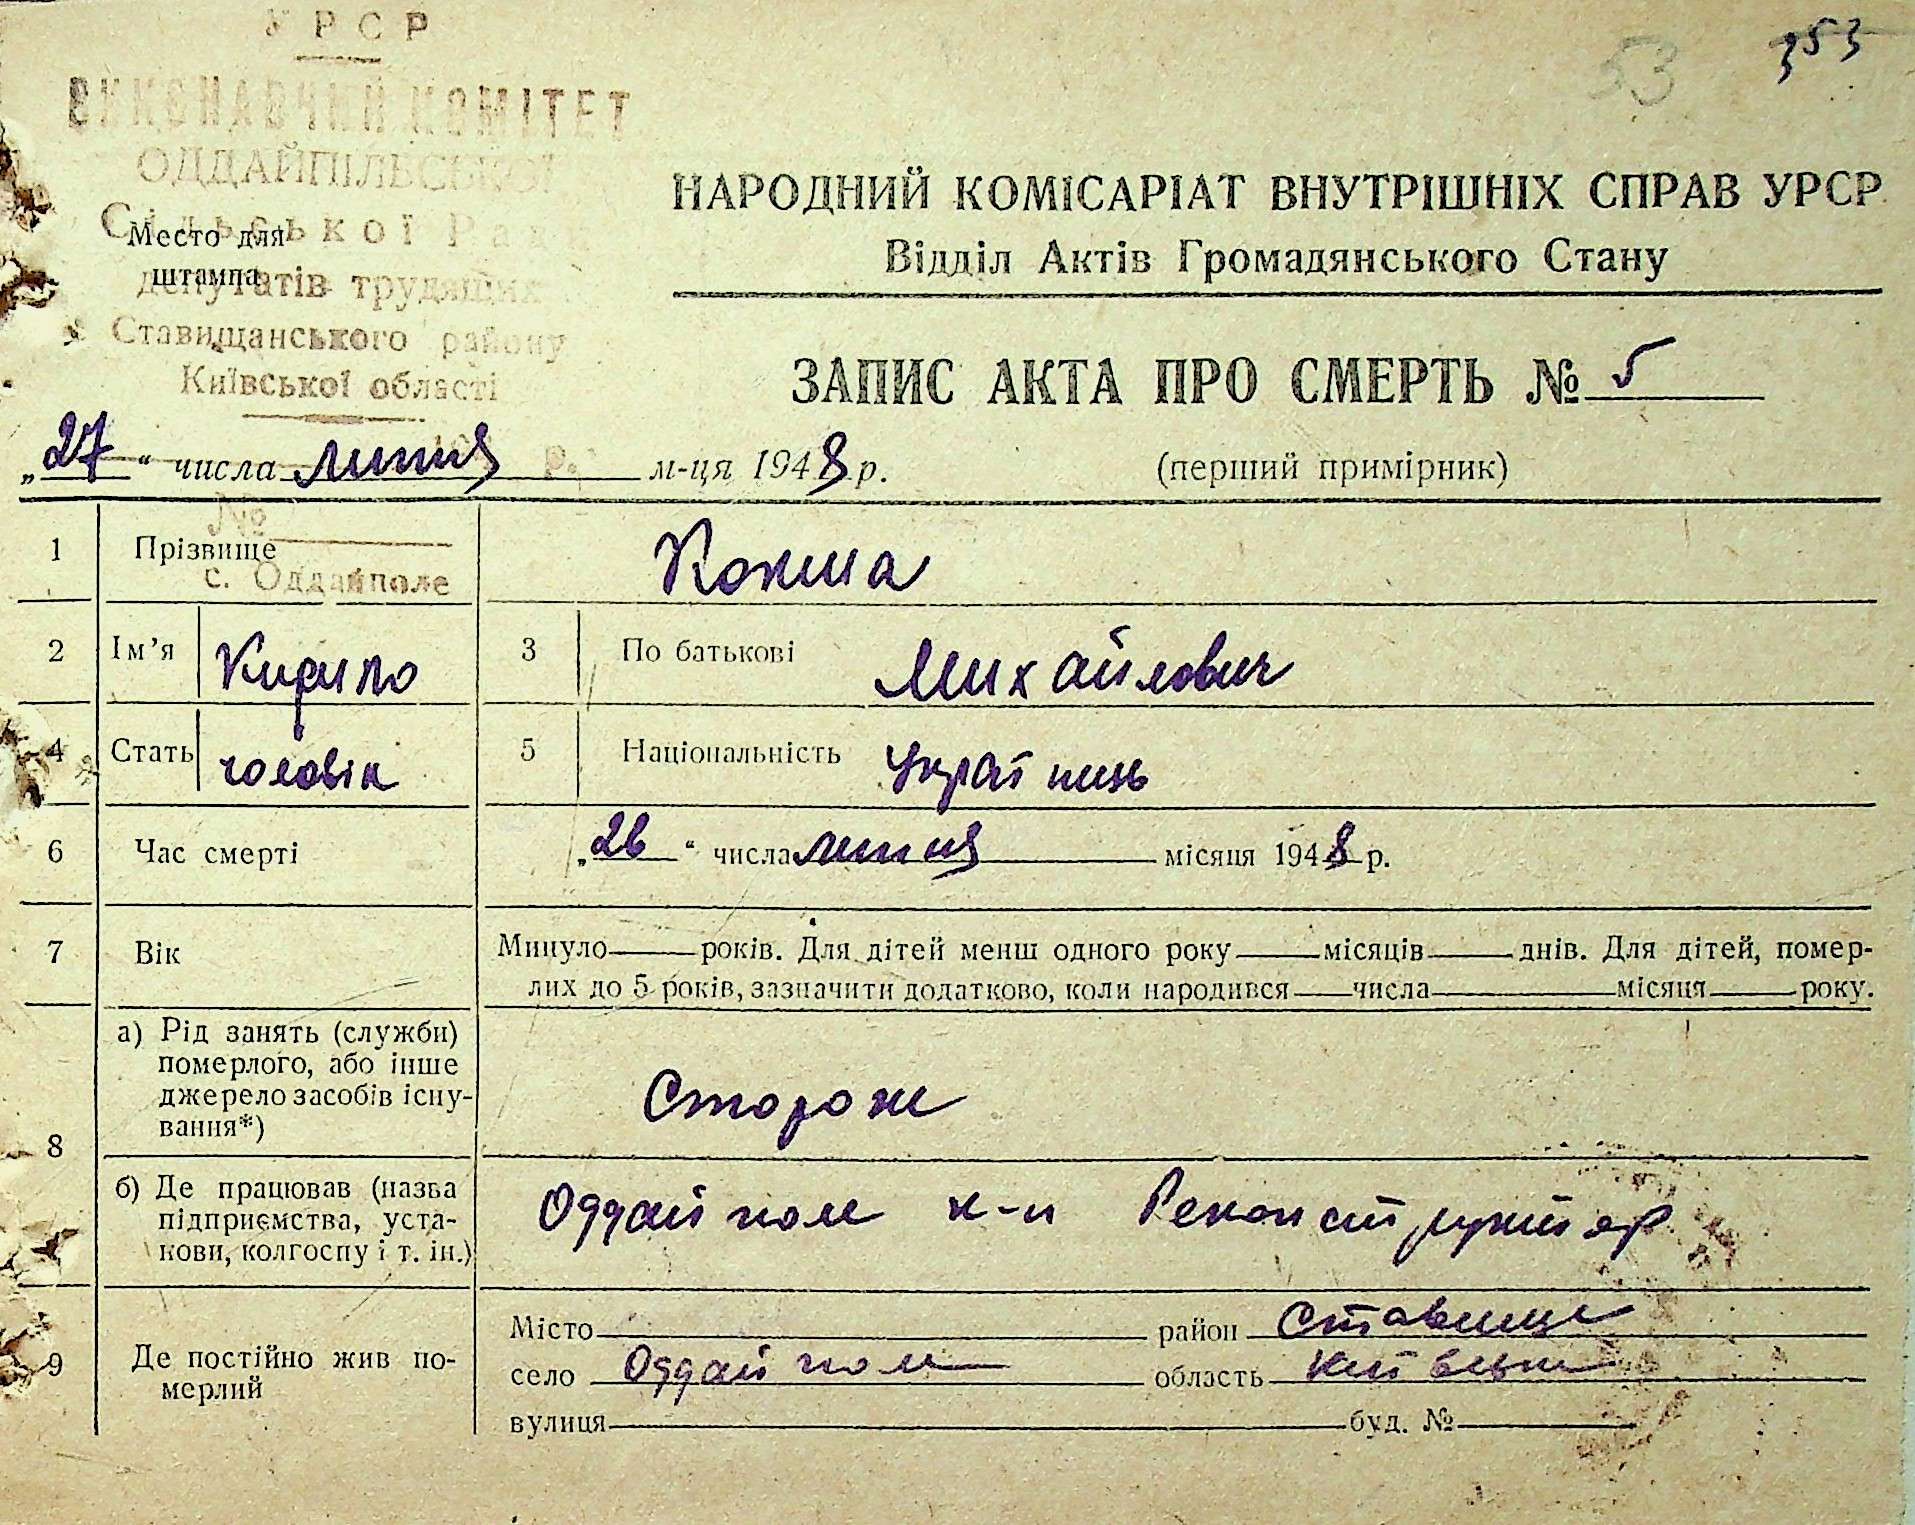 УРСР
ВИКОНАВЧИЙ КОМІТЕТ
ОДДАЙПІЛЬСЬКОЇ
Сільської Рад
депутатів трудящих
Ставищанського району
Київської області
Место для
штампа
53
353
НАРОДНИЙ КОМІСАРІАТ ВНУТРІШНІХ СПРАВ УРСР
Відділ Актів Громадянського Стану
ЗАПИС АКТА ПРО СМЕРТЬ № 5
„27“ числа липня м-ця 1948 р.
(перший примірник)
№
с. Оддайполе
1 Прізвище Кокша
2 Ім’я Кирило 3 По батькові Михайлович
4 Стать чоловік 5 Національність Українець
6 Час смерті „26“ числа липня місяця 1948 р.
7 Вік Минуло років. Для дітей менш одного року місяців днів. Для дітей, помер-
лих до 5 років, зазначити додатково, коли народився числа місяця року.
8 а) Рід занять (служби)
померлого, або інше
джерело засобів існу-
вання*)
Сторож
б) Де працював (назва
підприємства, уста-
нови, колгоспу і т. ін.)
Оддайполе к-п Реконструктор
9 Де постійно жив по-
мерлий
Місто район Ставище
село Оддайполе область Київська
вулиця буд. №